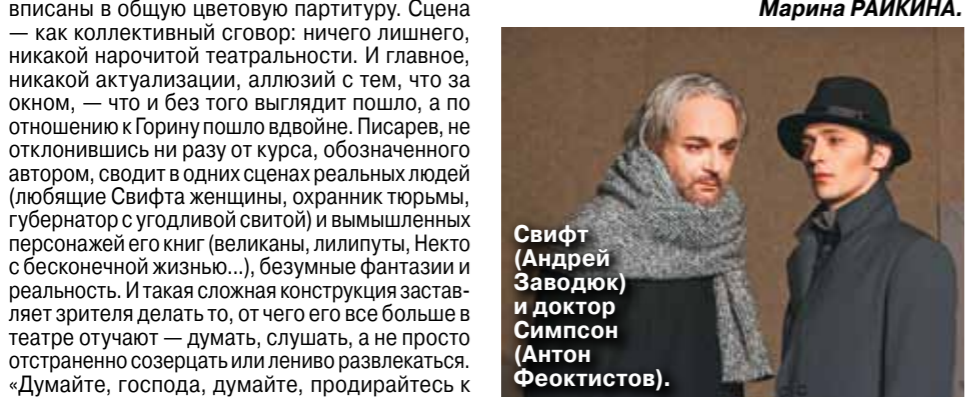 вписаны в общую цветовую партитуру. Сцена
— как коллективный сговор: ничего лишнего,
никакой нарочитой театральности. И главное,
никакой актуализации, аллюзий с тем, что за
окном, — что и без того выглядит пошло, а по
отношению к Горину пошло вдвойне. Писарев, не
отклонившись ни разу от курса, обозначенного
автором, сводит в одних сценах реальных людей
(любящие Свифта женщины, охранник тюрьмы,
губернатор с угодливой свитой) и вымышленных
персонажей его книг (великаны, лилипуты, Некто
с бесконечной жизнью...), безумные фантазии и
реальность. И такая сложная конструкция застав-
ляет зрителя делать то, от чего его все больше в
театре отучают — думать, слушать, а не просто
отстраненно созерцать или лениво развлекаться.
«Думайте, господа, думайте, продирайтесь к
Марина РАЙКИНА.
Свифт
(Андрей
Заводюк)
и доктор
Симпсон
(Антон
Феоктистов).